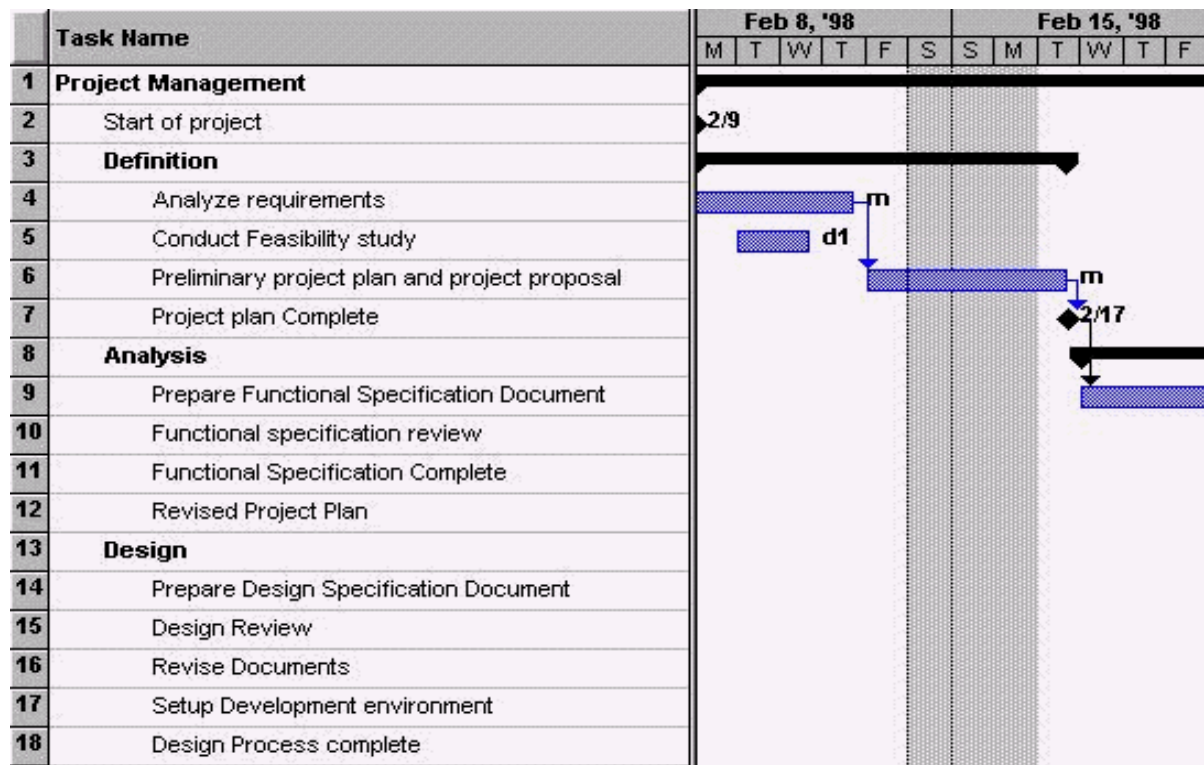 Task Name
Feb 8, '98 Feb 15, '98
M T W T F S S M T W T F
1 Project Management
2 Start of project 2/9
3 Definition
4 Analyze requirements m
5 Conduct Feasibility study d1
6 Preliminary project plan and project proposal m
7 Project plan Complete 2/17
8 Analysis
9 Prepare Functional Specification Document
10 Functional specification review
11 Functional Specification Complete
12 Revised Project Plan
13 Design
14 Prepare Design Specification Document
15 Design Review
16 Revise Documents
17 Setup Development environment
18 Design Process complete